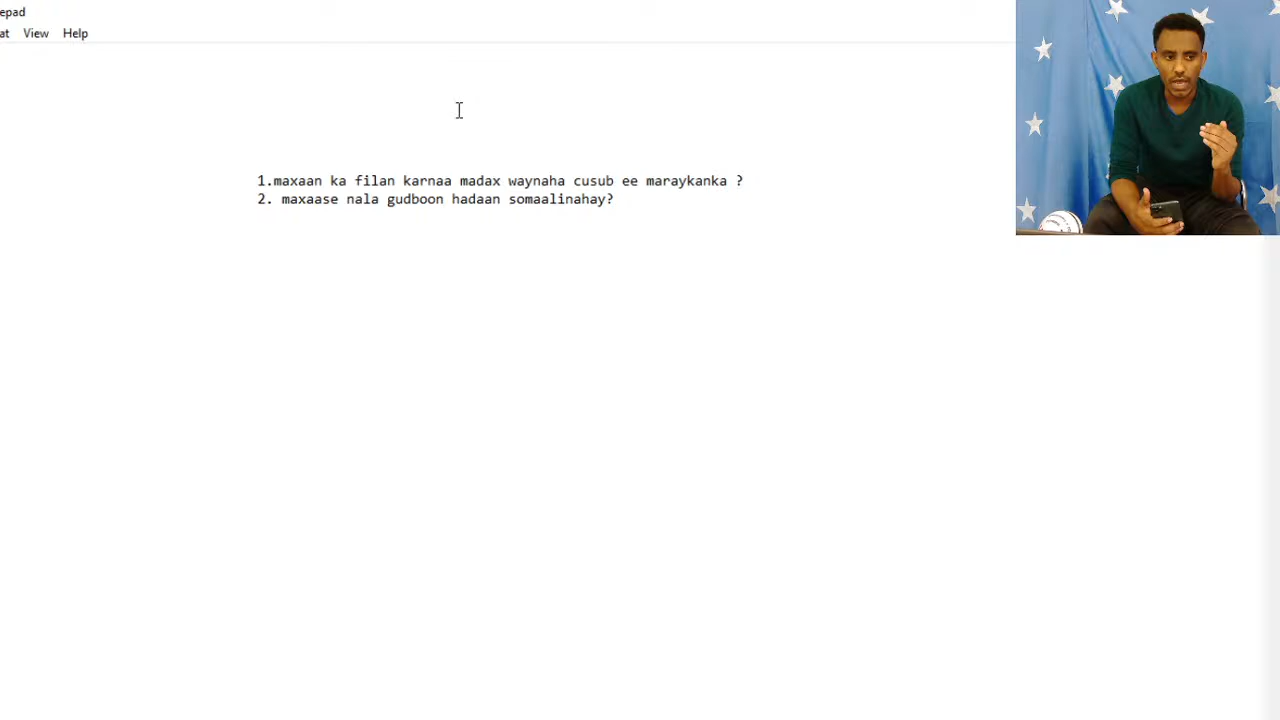 epad
at View Help
1.maxaan ka filan karnaa madax waynaha cusub ee maraykanka ?
2. maxaase nala gudboon hadaan somaalinahay?